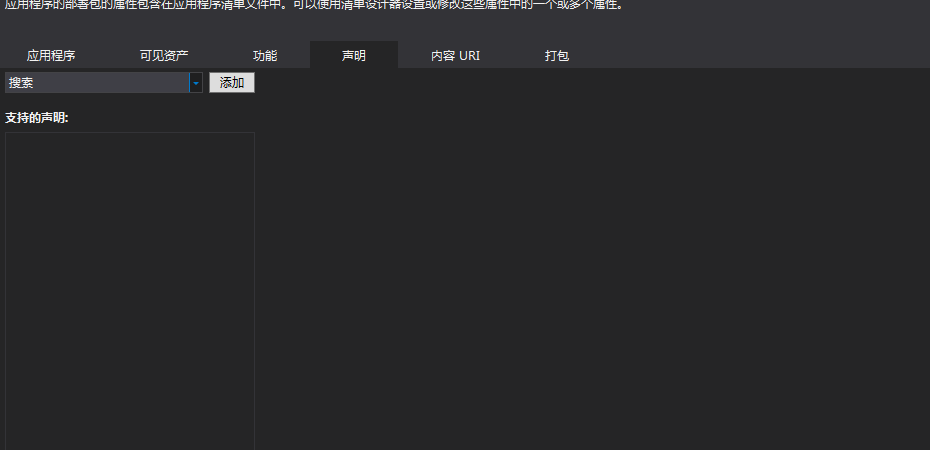 应用程序的部署包的属性包含在应用程序清单文件中。可以使用清单设计器设置或修改这些属性中的一个或多个属性。
应用程序 可见资产 功能 声明 内容 URI 打包
搜索 添加
支持的声明: